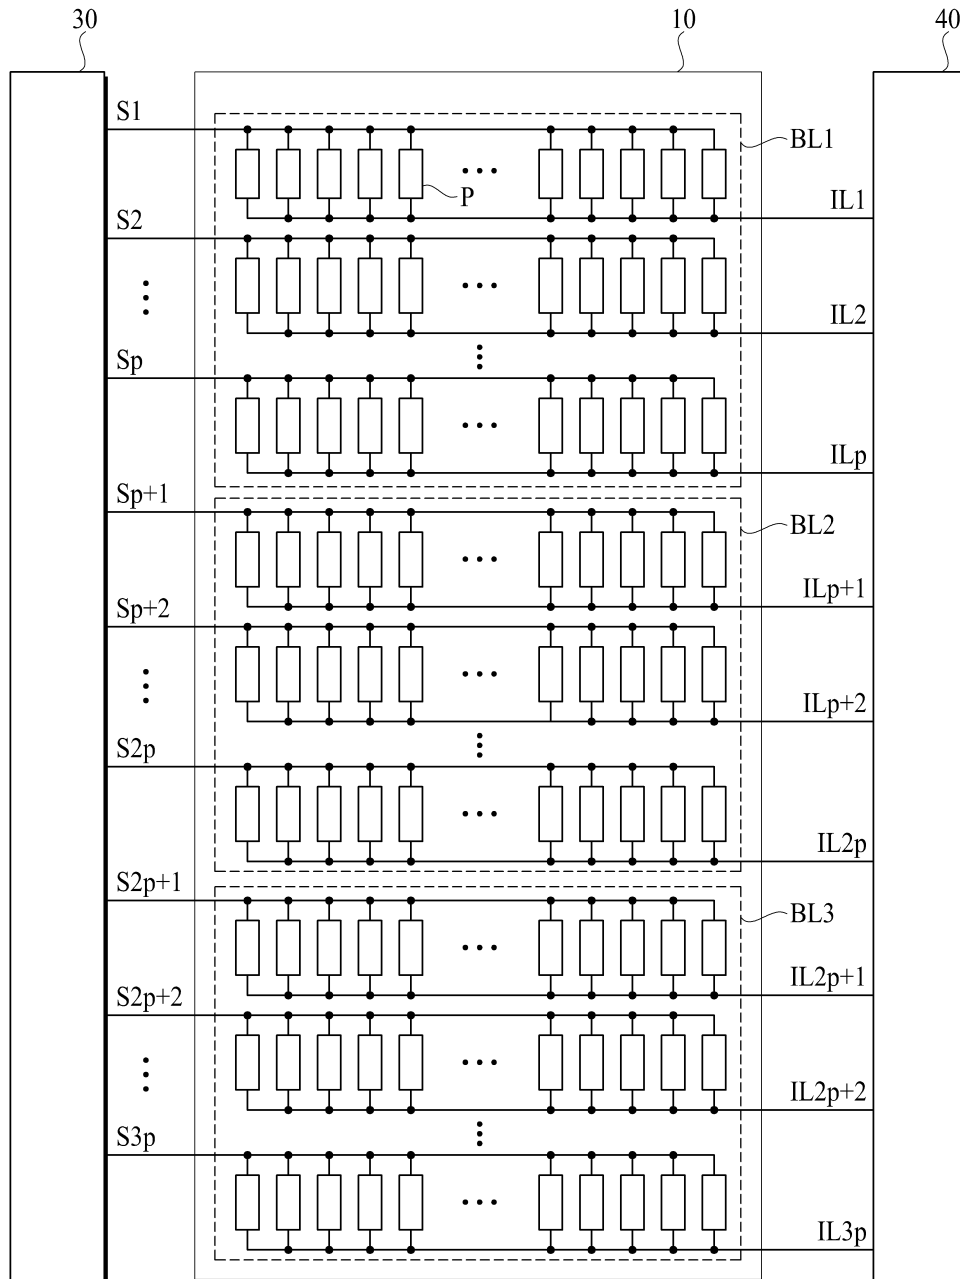 30
10
40
S1
BL1
P
IL1
S2
IL2
Sp
ILp
Sp+1
BL2
ILp+1
Sp+2
ILp+2
S2p
IL2p
S2p+1
BL3
IL2p+1
S2p+2
IL2p+2
S3p
IL3p